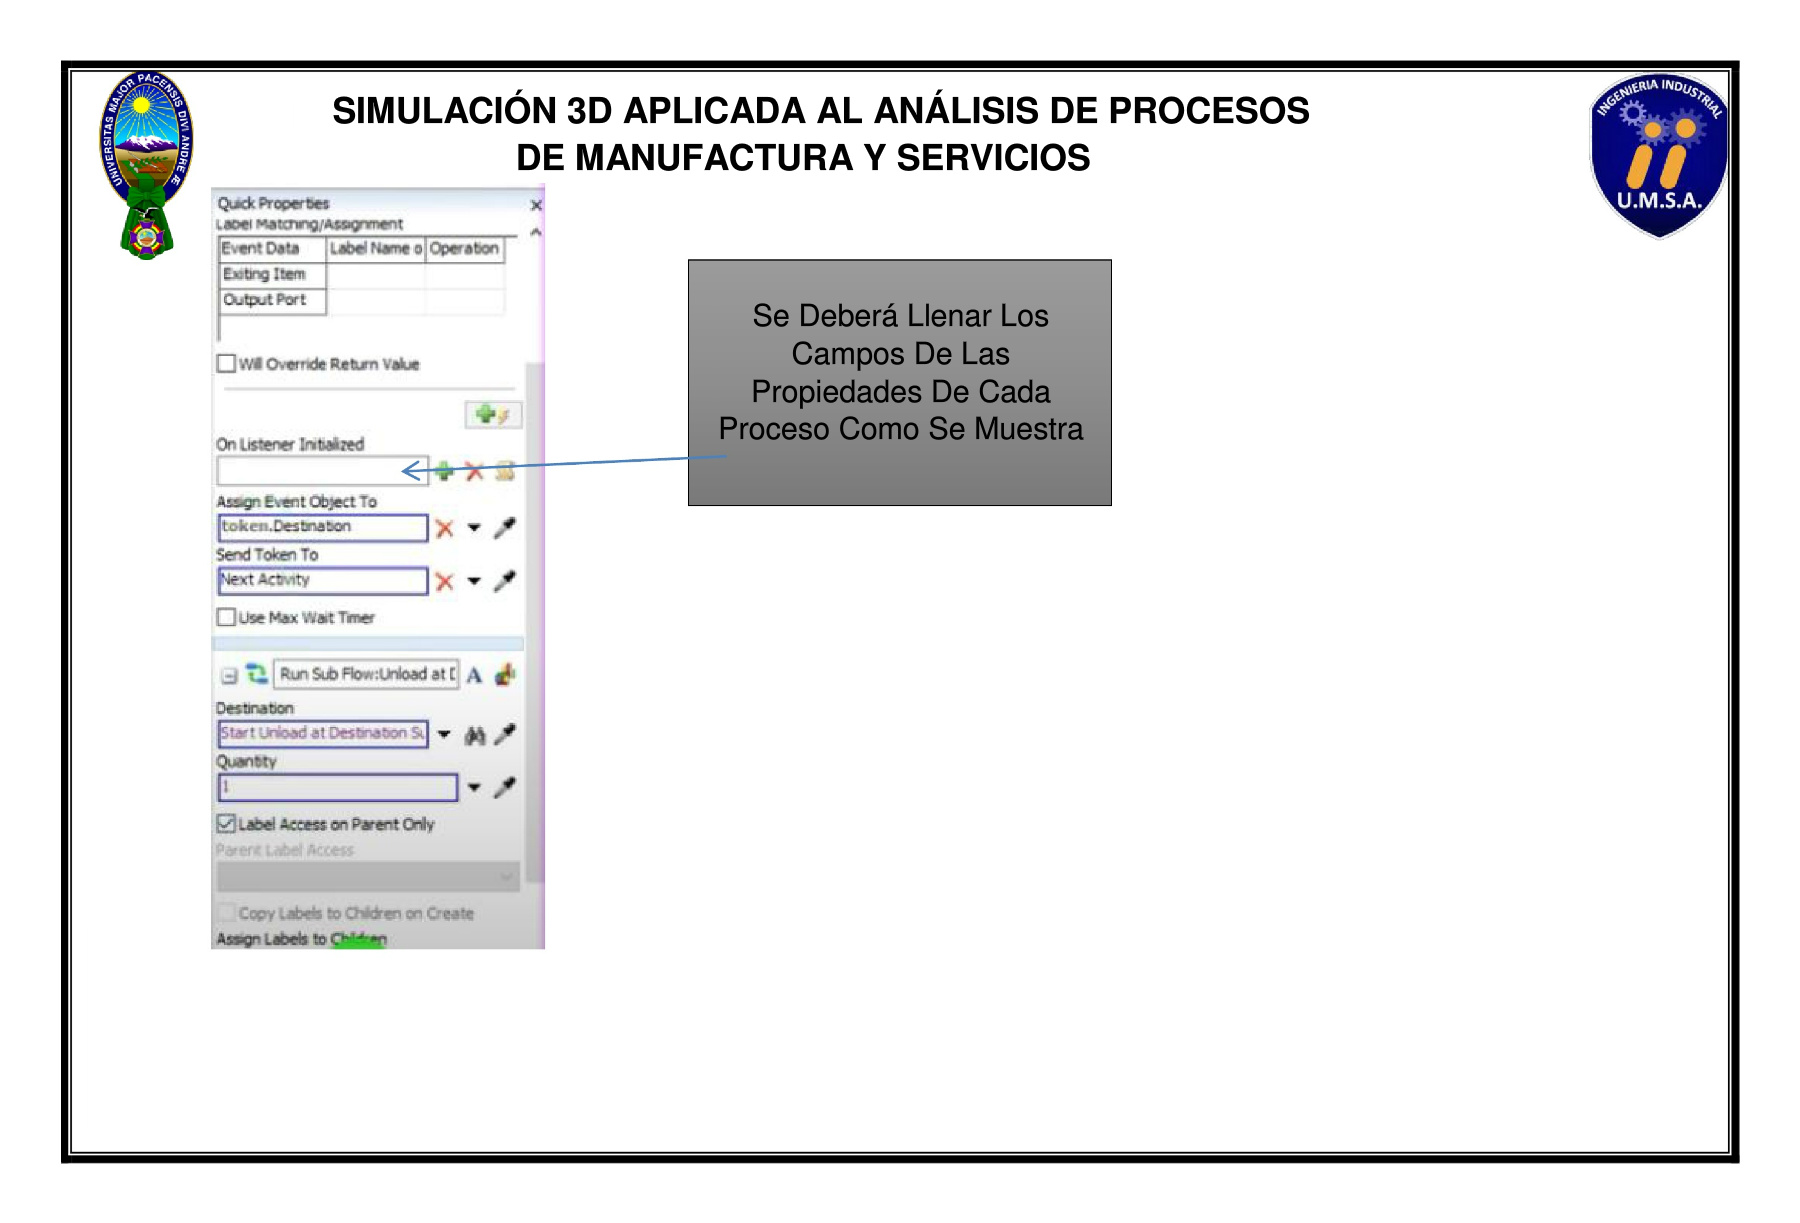 SIMULACIÓN 3D APLICADA AL ANÁLISIS DE PROCESOS
DE MANUFACTURA Y SERVICIOS
UNIVERSITAS MAJOR PACENSIS DIVI ANDRE Æ
INGENIERIA INDUSTRIAL
U.M.S.A.
Quick Properties
Label Matching/Assignment
Event Data Label Name o Operation
Exiting Item
Output Port
Will Override Return Value
On Listener Initialized
Assign Event Object To
token.Destination
Send Token To
Next Activity
Use Max Wait Timer
Run Sub Flow:Unload at D
Destination
Start Unload at Destination Su
Quantity
1
Label Access on Parent Only
Parent Label Access
Copy Labels to Children on Create
Assign Labels to Children
Se Deberá Llenar Los
Campos De Las
Propiedades De Cada
Proceso Como Se Muestra